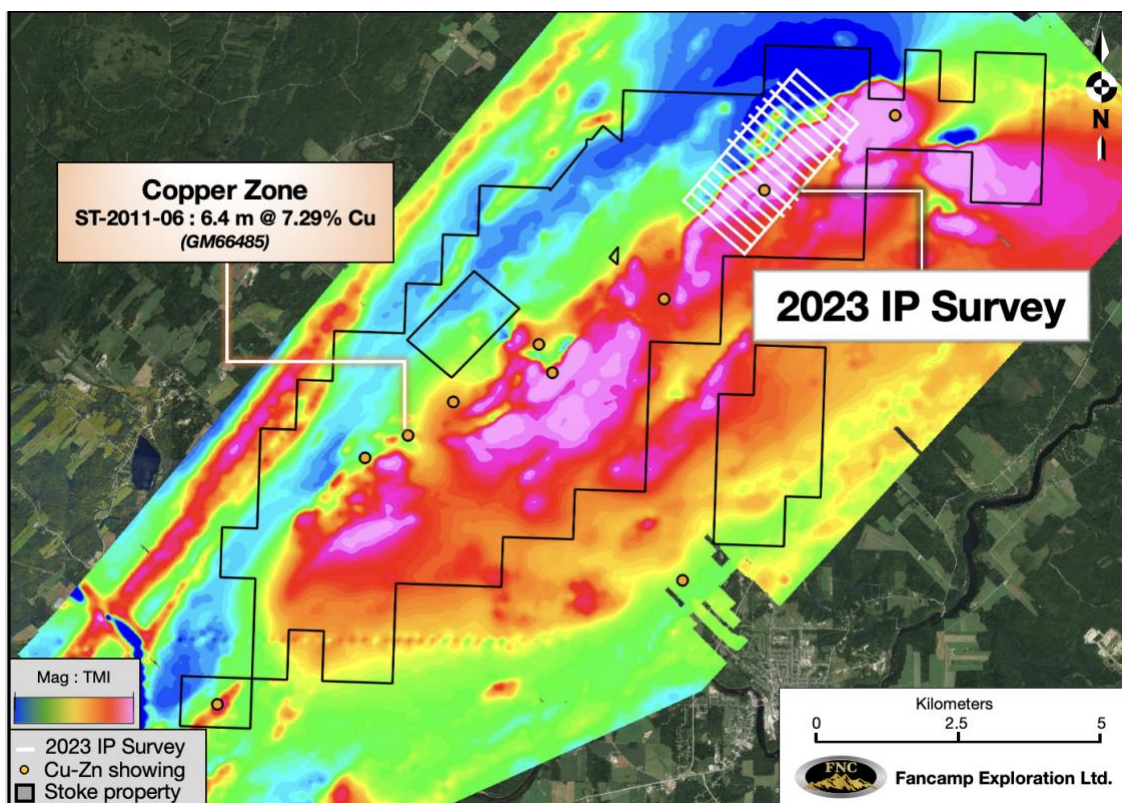 Copper Zone
ST-2011-06 : 6.4 m @ 7.29% Cu
(GM66485)
N
2023 IP Survey
Mag : TMI
2023 IP Survey
Cu-Zn showing
Stoke property
Kilometers
0 2.5 5
FNC
Fancamp Exploration Ltd.